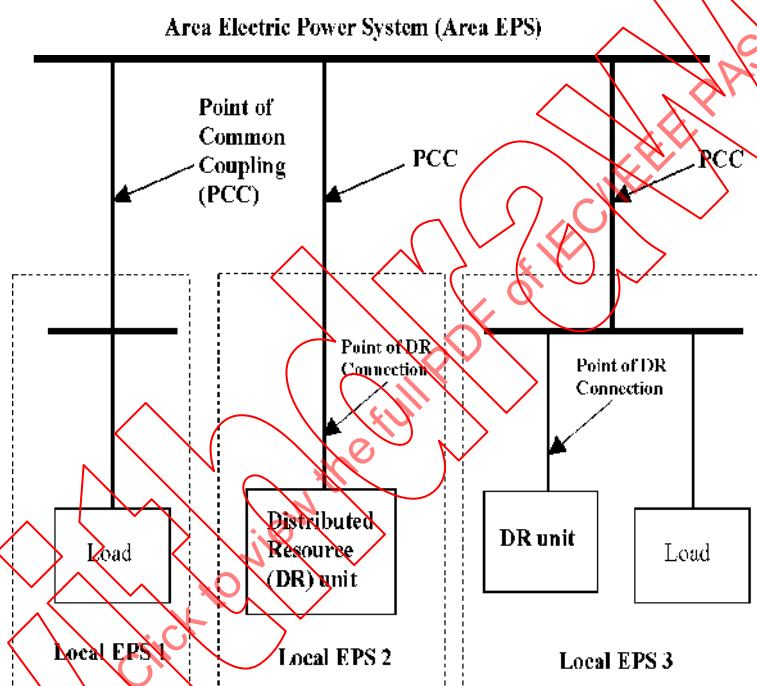 Area Electric Power System (Area EPS)
Point of
Common
Coupling
(PCC)
PCC
PCC
Point of DR
Connection
Point of DR
Connection
Distributed
Resource
(DR) unit
DR unit
Load
Load
Local EPS 1
Local EPS 2
Local EPS 3
Click to view the full PDF of IEC/IEEE PAS